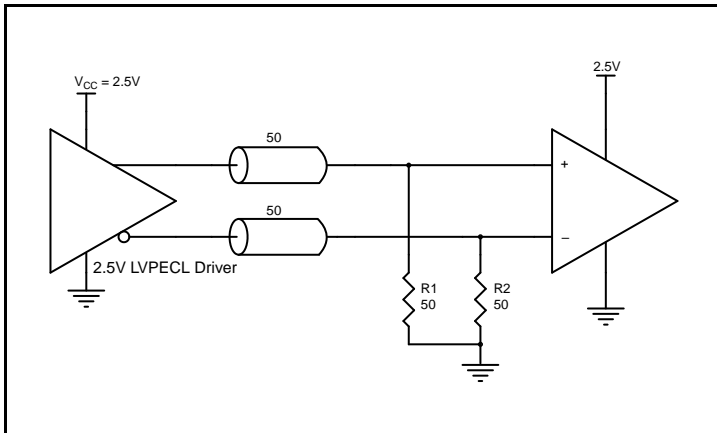 V_CC = 2.5V
2.5V
50
+
50
–
2.5V LVPECL Driver
R1
50
R2
50